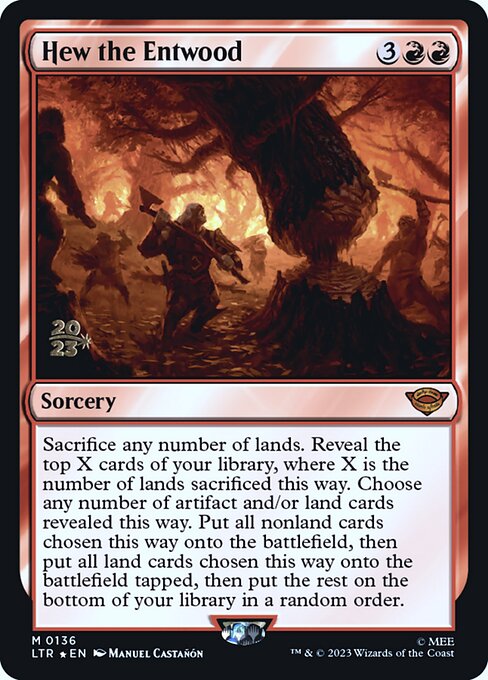 Hew the Entwood 3
20
23
Sorcery
Sacrifice any number of lands. Reveal the
top X cards of your library, where X is the
number of lands sacrificed this way. Choose
any number of artifact and/or land cards
revealed this way. Put all nonland cards
chosen this way onto the battlefield, then
put all land cards chosen this way onto the
battlefield tapped, then put the rest on the
bottom of your library in a random order.
M 0136
LTR ★ EN Manuel Castañón
© MEE
™ & © 2023 Wizards of the Coast